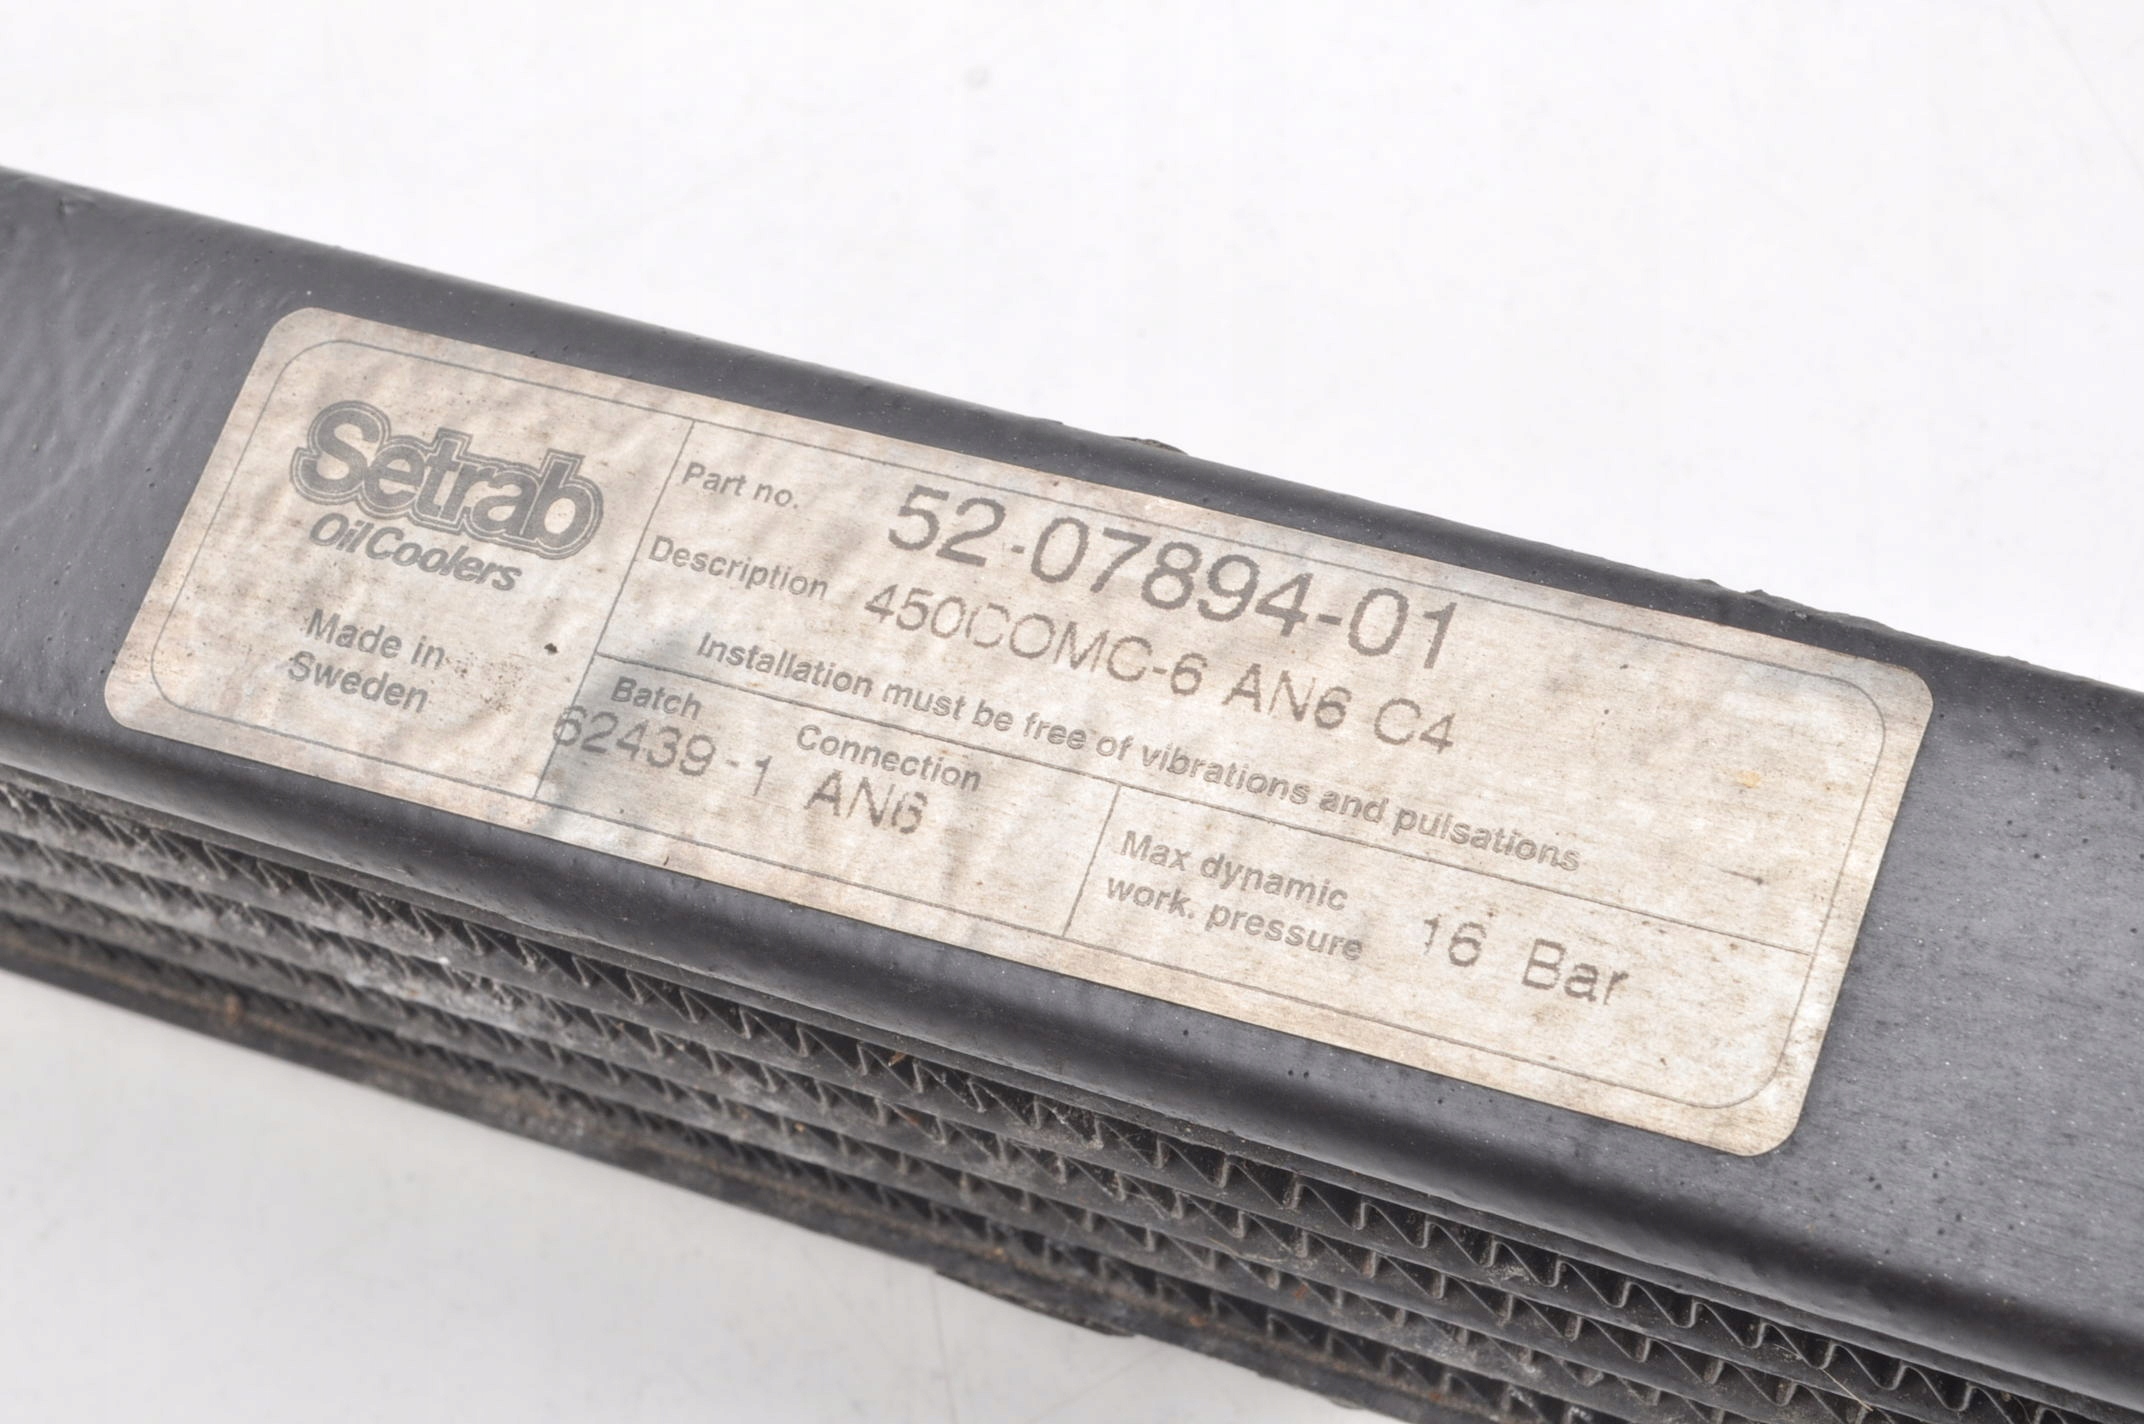 Setrab
Oil Coolers
Made in
Sweden
Part no. 52-07894-01
Description 450COMC-6 AN6 C4
Installation must be free of vibrations and pulsations
Batch
62439-1
Connection
AN6
Max dynamic
work. pressure
16 Bar